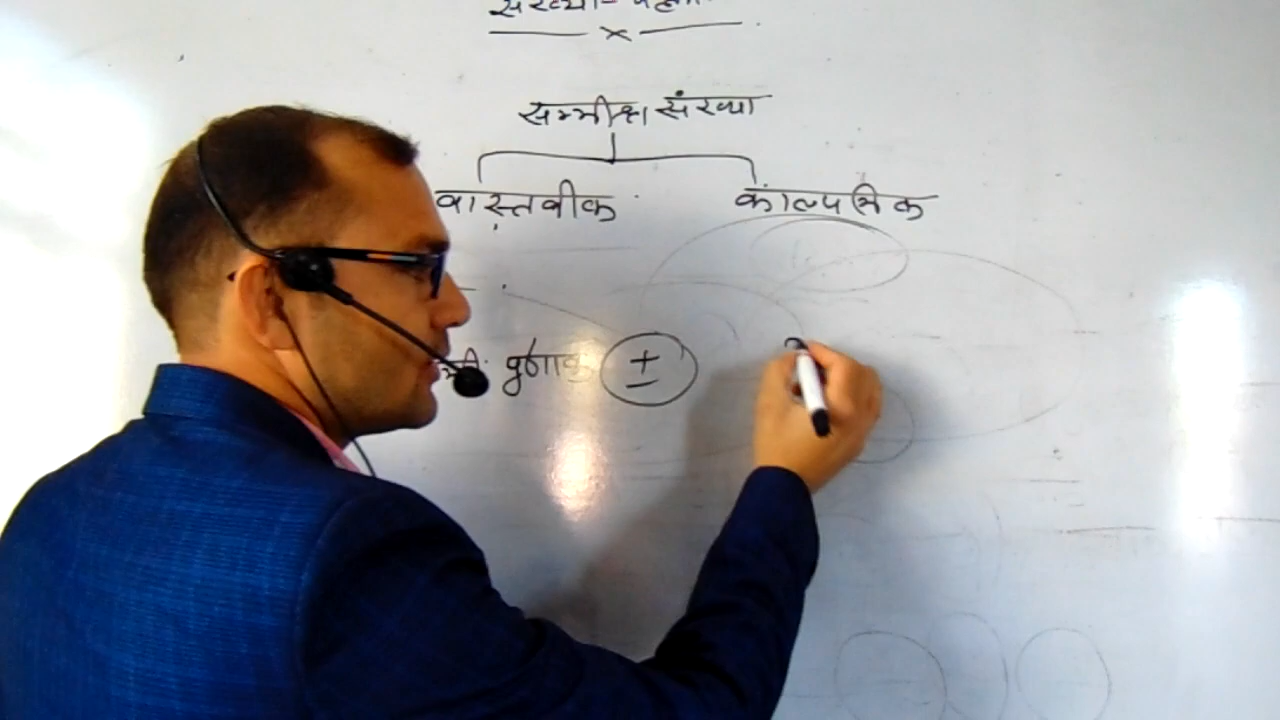 संख्या-
×
सम्मीश्र संख्या
वास्तवीक काल्पनिक
पूर्णाक ±